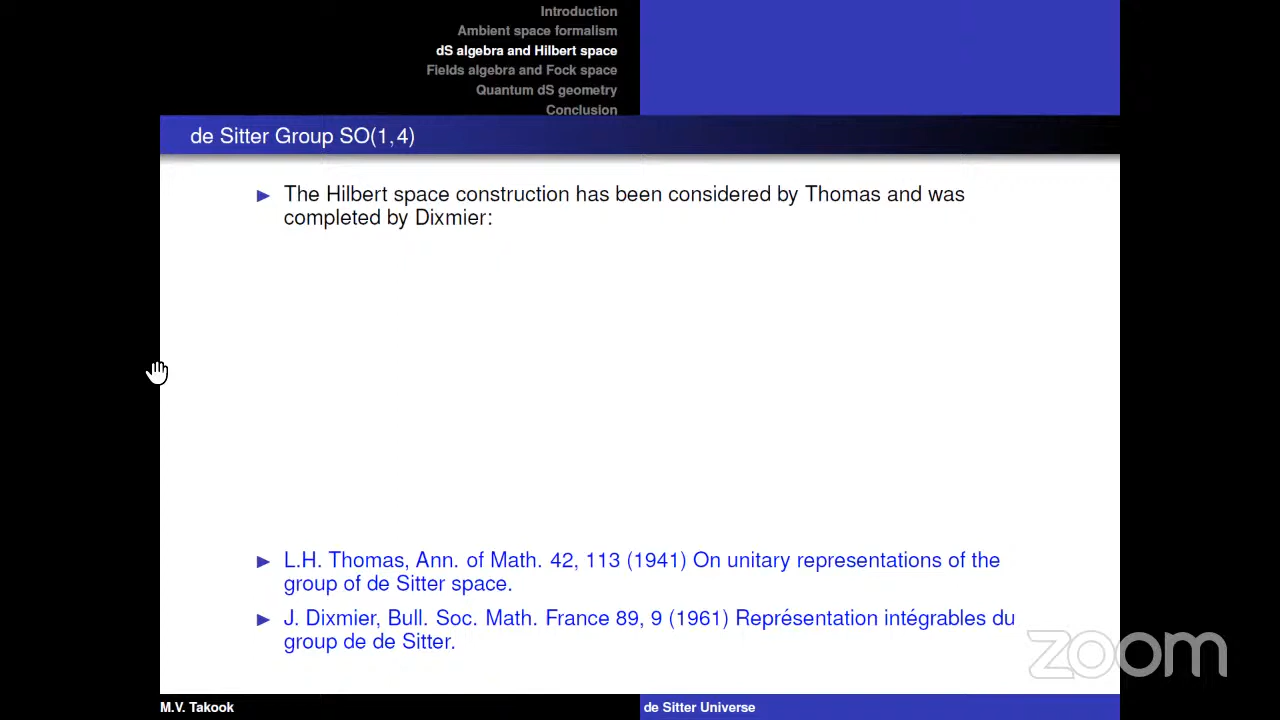 Introduction
Ambient space formalism
dS algebra and Hilbert space
Fields algebra and Fock space
Quantum dS geometry
Conclusion
de Sitter Group SO(1,4)
The Hilbert space construction has been considered by Thomas and was
completed by Dixmier:
L.H. Thomas, Ann. of Math. 42, 113 (1941) On unitary representations of the
group of de Sitter space.
J. Dixmier, Bull. Soc. Math. France 89, 9 (1961) Représentation intégrables du
group de de Sitter.
zoom
M.V. Takook
de Sitter Universe